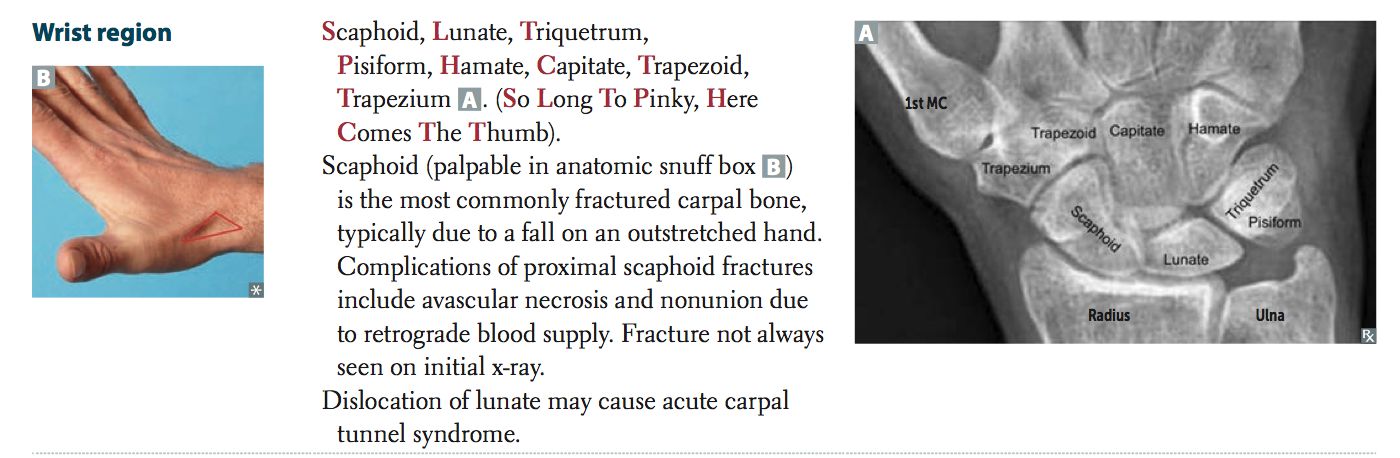 Wrist region
B
Scaphoid, Lunate, Triquetrum,
Pisiform, Hamate, Capitate, Trapezoid,
Trapezium A. (So Long To Pinky, Here
Comes The Thumb).
Scaphoid (palpable in anatomic snuff box B)
is the most commonly fractured carpal bone,
typically due to a fall on an outstretched hand.
Complications of proximal scaphoid fractures
include avascular necrosis and nonunion due
to retrograde blood supply. Fracture not always
seen on initial x-ray.
Dislocation of lunate may cause acute carpal
tunnel syndrome.
A
1st MC
Trapezoid
Capitate
Hamate
Trapezium
Triquetrum
Scaphoid
Pisiform
Lunate
Radius
Ulna
Rx